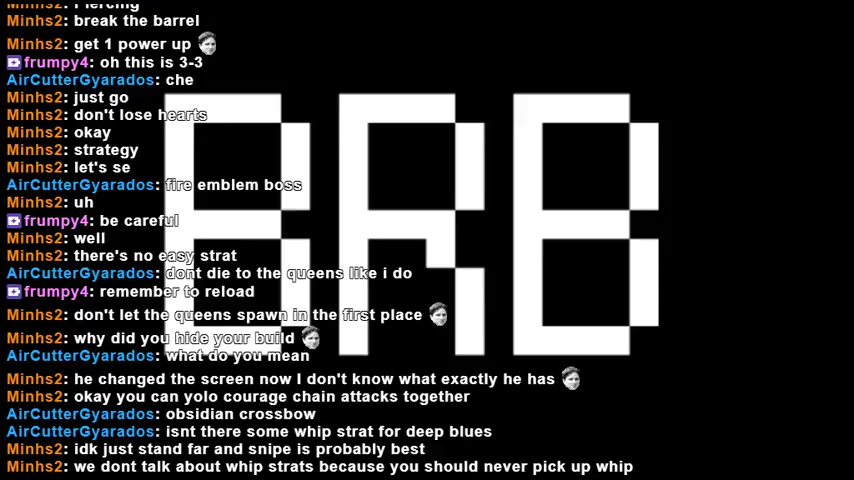 Minhs2: Piercing
Minhs2: break the barrel
Minhs2: get 1 power up
frumpy4: oh this is 3-3
AirCutterGyarados: che
Minhs2: just go
Minhs2: don't lose hearts
Minhs2: okay
Minhs2: strategy
Minhs2: let's se
AirCutterGyarados: fire emblem boss
Minhs2: uh
frumpy4: be careful
Minhs2: well
Minhs2: there's no easy strat
AirCutterGyarados: dont die to the queens like i do
frumpy4: remember to reload
Minhs2: don't let the queens spawn in the first place
Minhs2: why did you hide your build
AirCutterGyarados: what do you mean
Minhs2: he changed the screen now I don't know what exactly he has
Minhs2: okay you can yolo courage chain attacks together
AirCutterGyarados: obsidian crossbow
AirCutterGyarados: isnt there some whip strat for deep blues
Minhs2: idk just stand far and snipe is probably best
Minhs2: we dont talk about whip strats because you should never pick up whip
BRB